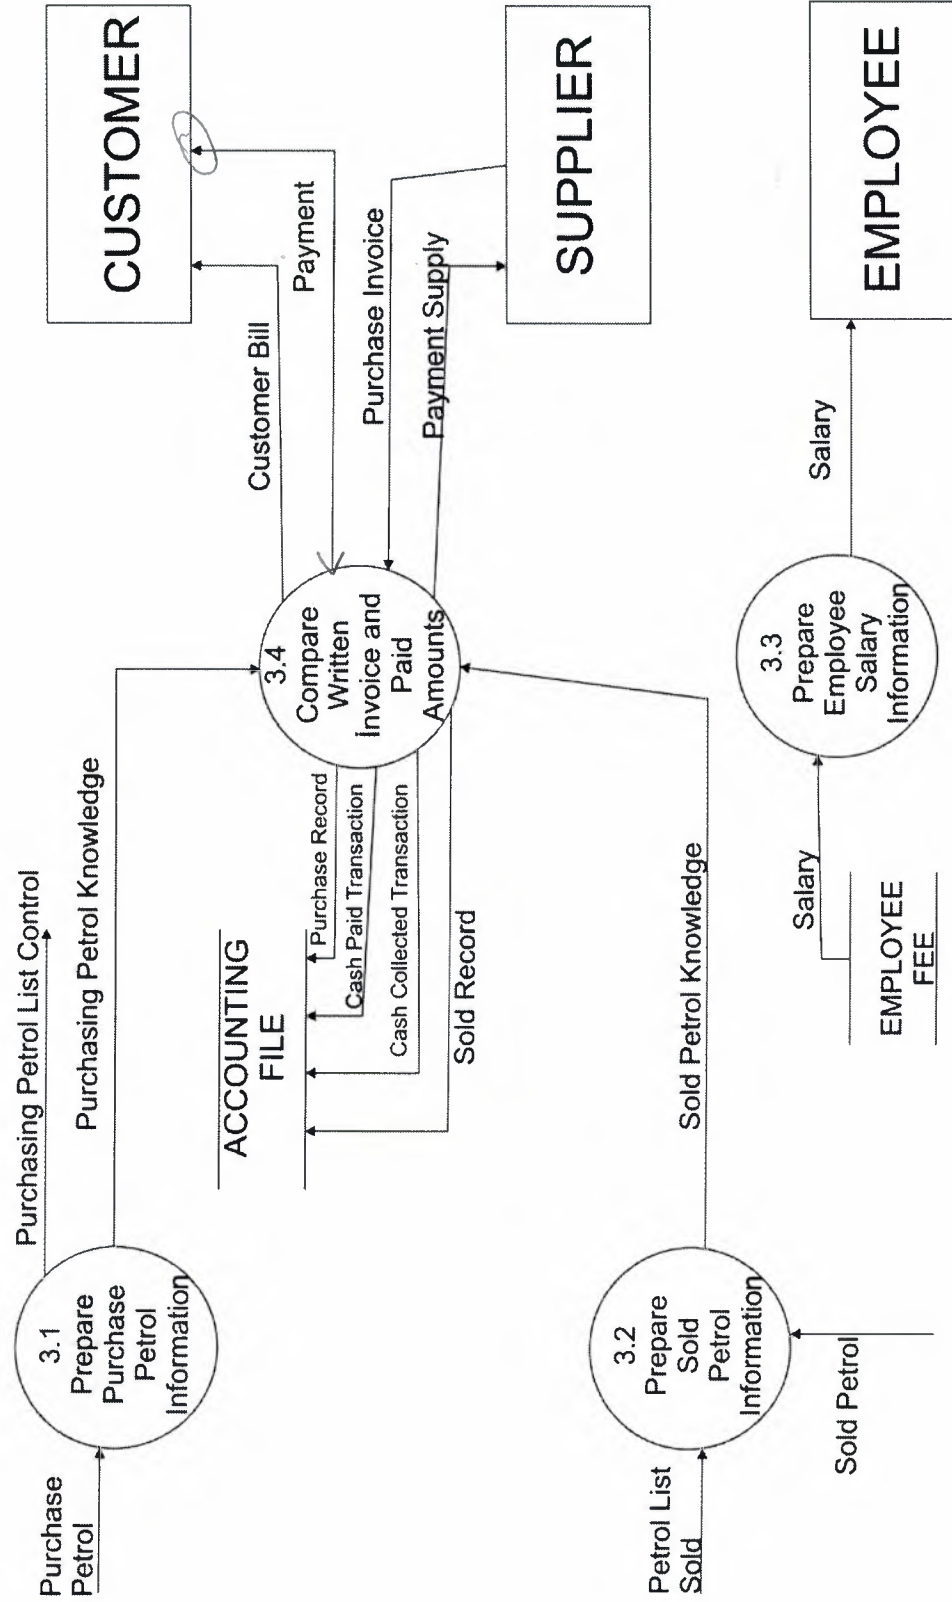 Purchase
Petrol
3.1
Prepare
Purchase
Petrol
Information
Purchasing Petrol List Control
Purchasing Petrol Knowledge
ACCOUNTING
FILE
Purchase Record
Cash Paid Transaction
Cash Collected Transaction
Sold Record
3.4
Compare
Written
Invoice and
Paid
Amounts
Customer Bill
Payment
CUSTOMER
Purchase Invoice
Payment Supply
SUPPLIER
Petrol List
Sold
3.2
Prepare
Sold
Petrol
Information
Sold Petrol
Sold Petrol Knowledge
EMPLOYEE
FEE
Salary
3.3
Prepare
Employee
Salary
Information
Salary
EMPLOYEE